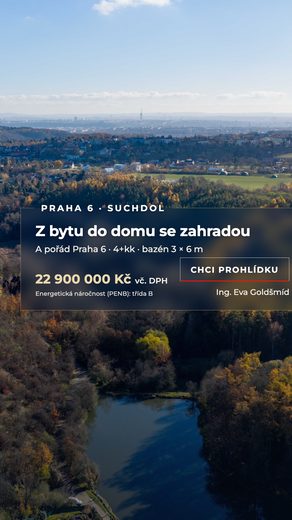 PRAHA 6 · SUCHDOL
Z bytu do domu se zahradou
A pořád Praha 6 · 4+kk · bazén 3 × 6 m
22 900 000 Kč vč. DPH
CHCI PROHLÍDKU
Energetická náročnost (PENB): třída B
Ing. Eva Goldšmíd